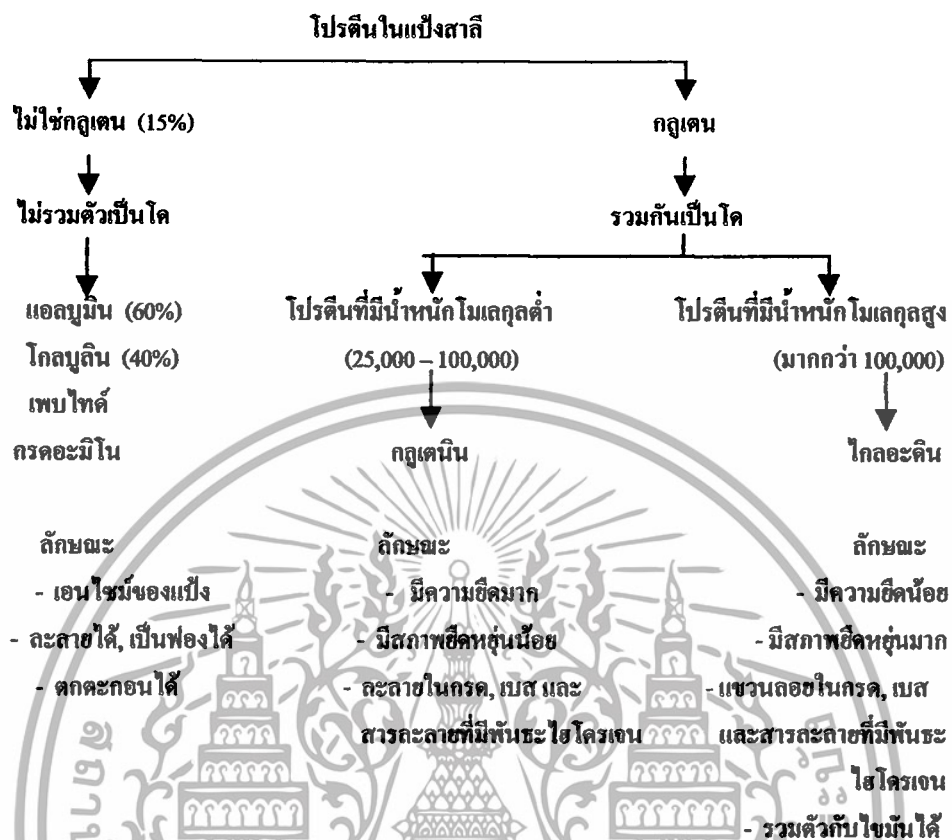 โปรตีนในแป้งสาลี
ไม่ใช่กลูเตน (15%)
กลูเตน
ไม่รวมตัวเป็นโด
รวมกันเป็นโด
แอลบูมิน (60%)
โกลบูลิน (40%)
เพบไทด์
กรดอะมิโน
โปรตีนที่มีน้ำหนักโมเลกุลต่ำ
(25,000 – 100,000)
กลูเตนิน
โปรตีนที่มีน้ำหนักโมเลกุลสูง
(มากกว่า 100,000)
ไกลอะดิน
ลักษณะ
- เอนไซม์ของแป้ง
- ละลายได้, เป็นฟองได้
- ตกตะกอนได้
ลักษณะ
- มีความยืดมาก
- มีสภาพยืดหยุ่นน้อย
- ละลายในกรด, เบส และ
สารละลายที่มีพันธะไฮโดรเจน
ลักษณะ
- มีความยืดน้อย
- มีสภาพยืดหยุ่นมาก
- แขวนลอยในกรด, เบส
และสารละลายที่มีพันธะ
ไฮโดรเจน
- รวมตัวกับไขมันได้